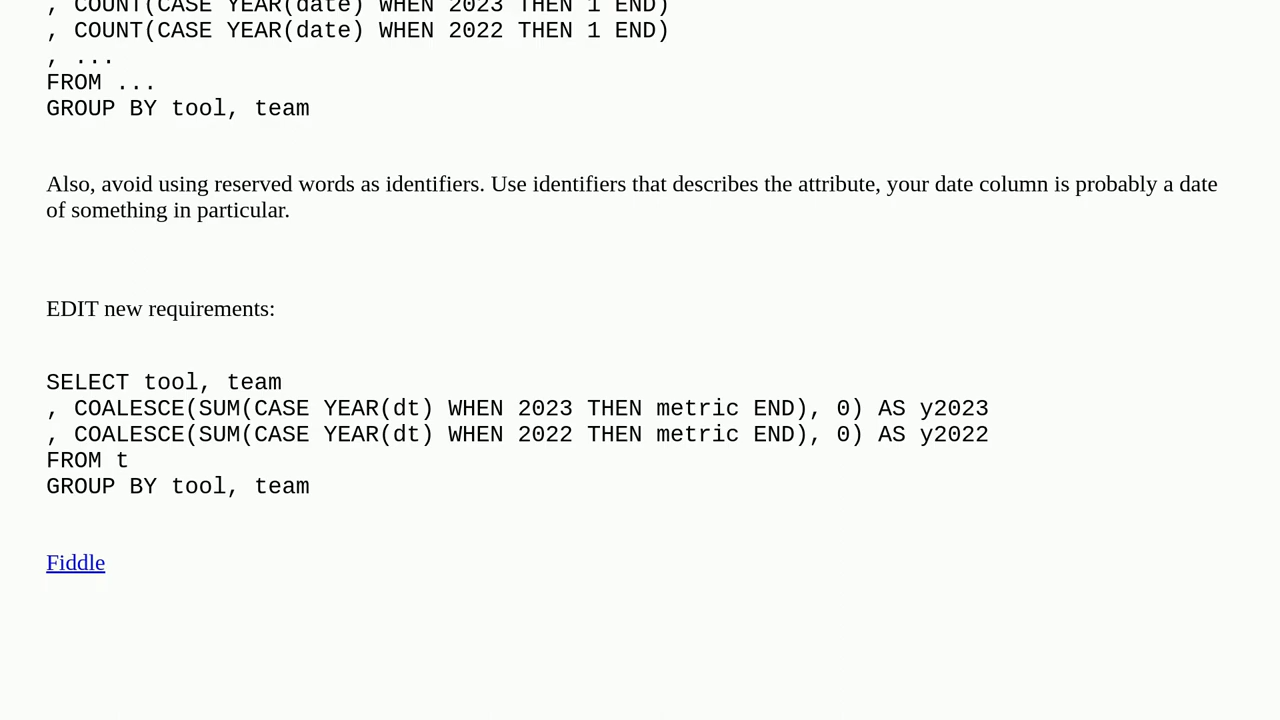 , COUNT(CASE YEAR(date) WHEN 2023 THEN 1 END)
, COUNT(CASE YEAR(date) WHEN 2022 THEN 1 END)
, ...
FROM ...
GROUP BY tool, team
Also, avoid using reserved words as identifiers. Use identifiers that describes the attribute, your date column is probably a date
of something in particular.
EDIT new requirements:
SELECT tool, team
, COALESCE(SUM(CASE YEAR(dt) WHEN 2023 THEN metric END), 0) AS y2023
, COALESCE(SUM(CASE YEAR(dt) WHEN 2022 THEN metric END), 0) AS y2022
FROM t
GROUP BY tool, team
Fiddle